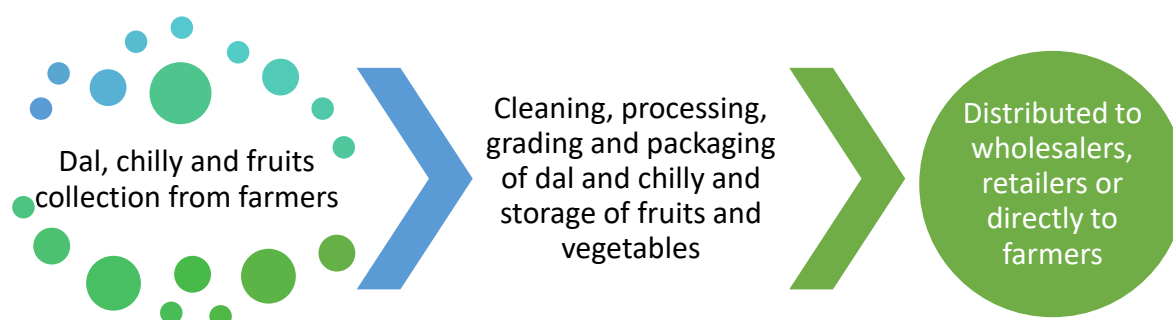 Dal, chilly and fruits
collection from farmers
Cleaning, processing,
grading and packaging
of dal and chilly and
storage of fruits and
vegetables
Distributed to
wholesalers,
retailers or
directly to
farmers